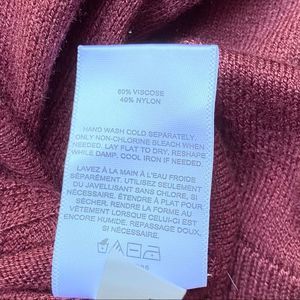 60% VISCOSE
40% NYLON
HAND WASH COLD SEPARATELY,
ONLY NON-CHLORINE BLEACH WHEN
NEEDED. LAY FLAT TO DRY, RESHAPE
WHILE DAMP. COOL IRON IF NEEDED.
LAVEZ À LA MAIN À L'EAU FROIDE
SÉPARÉMENT. UTILISEZ SEULEMENT
DU JAVELLISANT SANS CHLORE, SI
NÉCESSAIRE. ÉTENDRE À PLAT POUR
SÉCHER. RENDRE LA FORME AU
VÊTEMENT LORSQUE CELUI-CI EST
ENCORE HUMIDE. REPASSAGE DOUX,
SI NÉCESSAIRE.